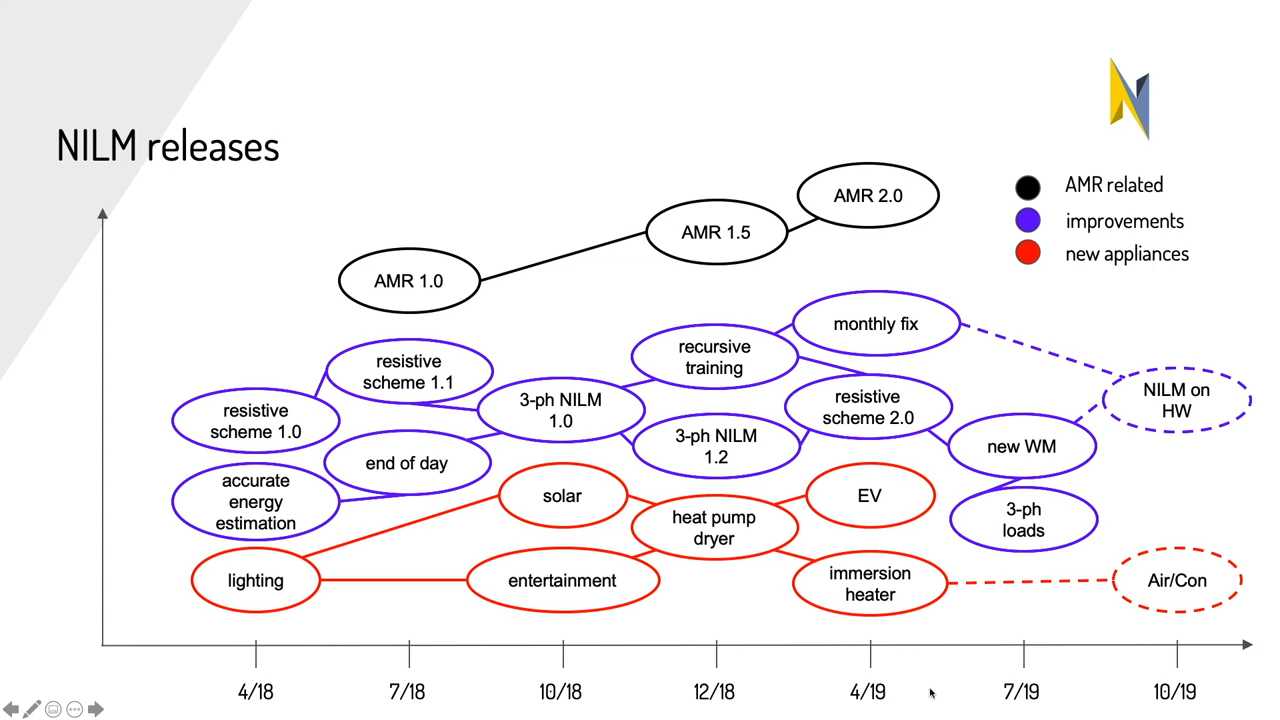 NILM releases
AMR related
improvements
new appliances
AMR 2.0
AMR 1.5
AMR 1.0
monthly fix
recursive
training
resistive
scheme 1.1
NILM on
HW
3-ph NILM
1.0
resistive
scheme 2.0
resistive
scheme 1.0
3-ph NILM
1.2
new WM
end of day
accurate
energy
estimation
solar
EV
heat pump
dryer
3-ph
loads
lighting
entertainment
immersion
heater
Air/Con
4/18
7/18
10/18
12/18
4/19
7/19
10/19